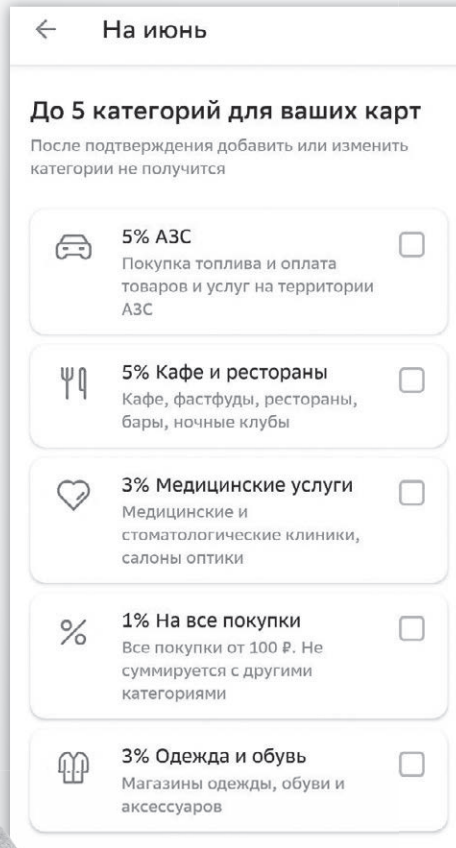 На июнь
До 5 категорий для ваших карт
После подтверждения добавить или изменить
категории не получится
5% АЗС
Покупка топлива и оплата
товаров и услуг на территории
АЗС
5% Кафе и рестораны
Кафе, фастфуды, рестораны,
бары, ночные клубы
3% Медицинские услуги
Медицинские и
стоматологические клиники,
салоны оптики
1% На все покупки
Все покупки от 100 ₽. Не
суммируется с другими
категориями
3% Одежда и обувь
Магазины одежды, обуви и
аксессуаров